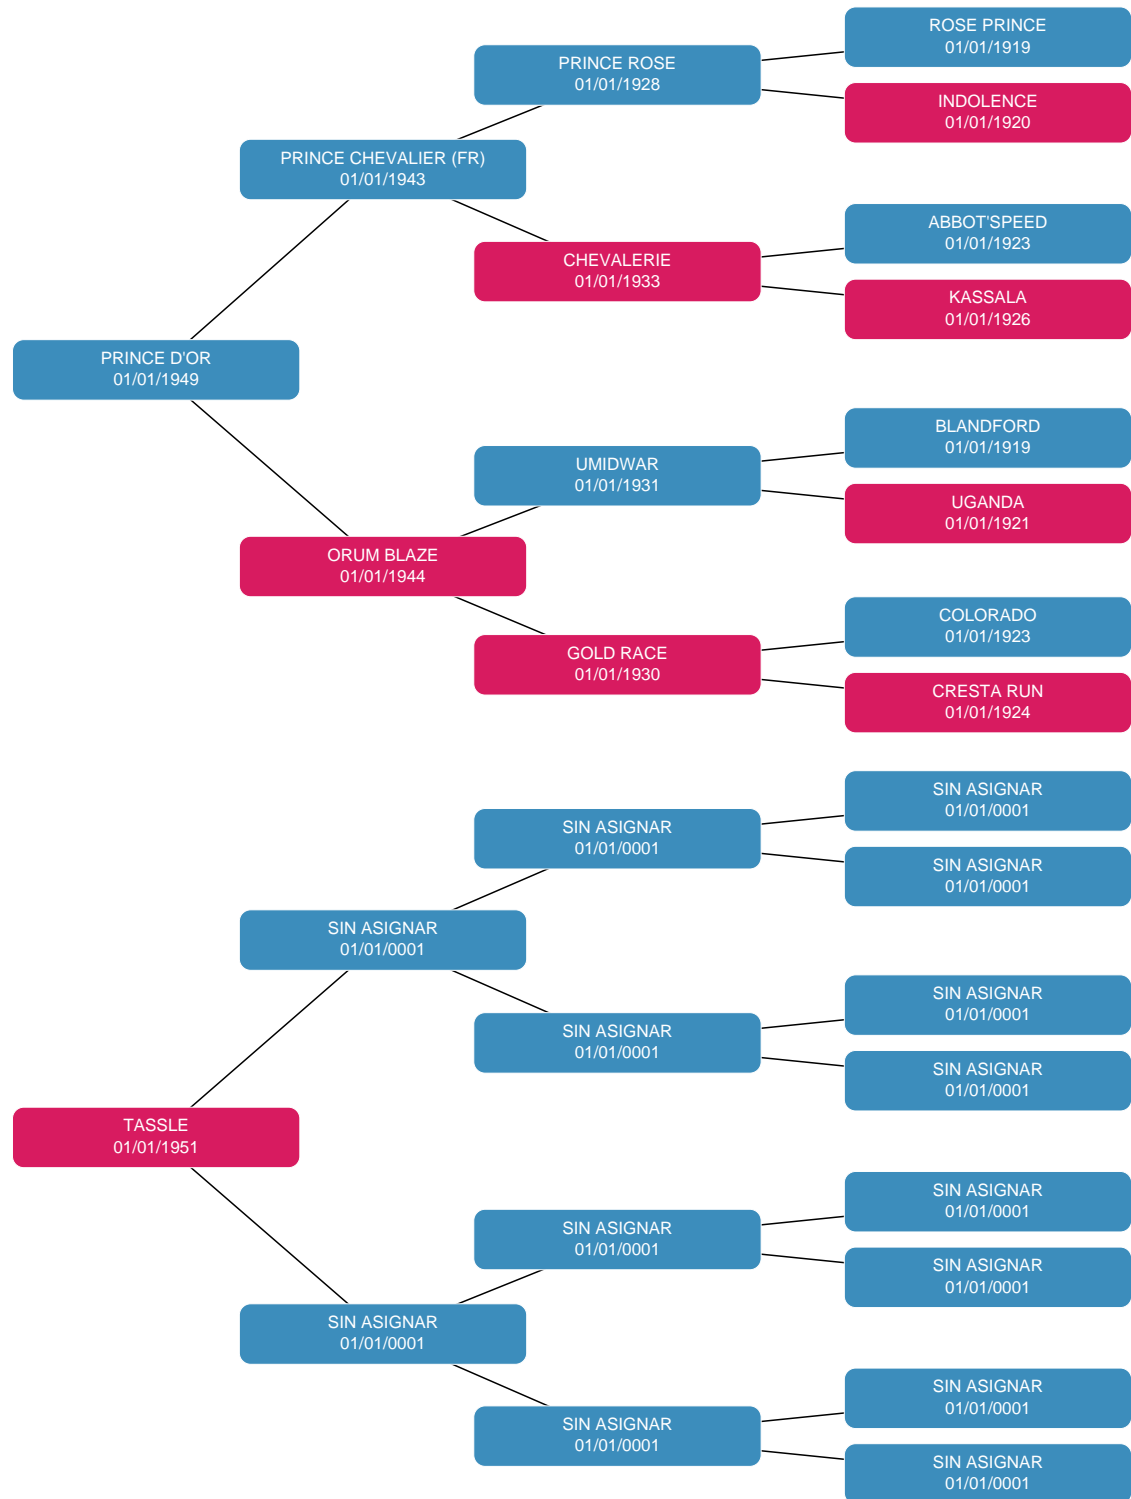 ROSE PRINCE
01/01/1919
PRINCE ROSE
01/01/1928
INDOLENCE
01/01/1920
PRINCE CHEVALIER (FR)
01/01/1943
ABBOT'SPEED
01/01/1923
CHEVALERIE
01/01/1933
KASSALA
01/01/1926
PRINCE D'OR
01/01/1949
BLANDFORD
01/01/1919
UMIDWAR
01/01/1931
UGANDA
01/01/1921
ORUM BLAZE
01/01/1944
COLORADO
01/01/1923
GOLD RACE
01/01/1930
CRESTA RUN
01/01/1924
SIN ASIGNAR
01/01/0001
SIN ASIGNAR
01/01/0001
SIN ASIGNAR
01/01/0001
SIN ASIGNAR
01/01/0001
SIN ASIGNAR
01/01/0001
SIN ASIGNAR
01/01/0001
SIN ASIGNAR
01/01/0001
TASSLE
01/01/1951
SIN ASIGNAR
01/01/0001
SIN ASIGNAR
01/01/0001
SIN ASIGNAR
01/01/0001
SIN ASIGNAR
01/01/0001
SIN ASIGNAR
01/01/0001
SIN ASIGNAR
01/01/0001
SIN ASIGNAR
01/01/0001